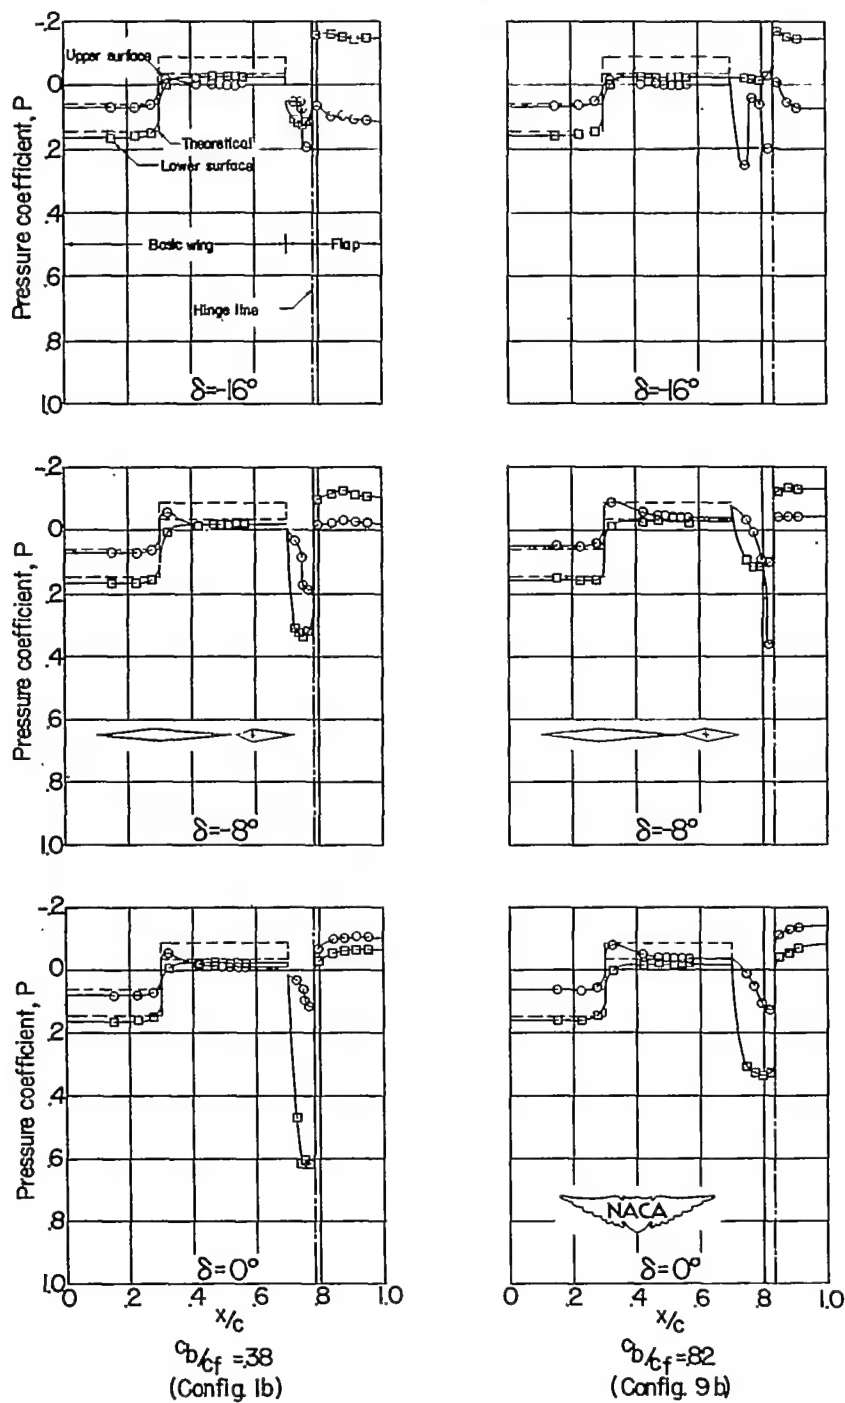 -.2
Upper surface
0
Theoretical
.2
Lower surface
.4
Basic wing
Flap
.6
Hinge line
.8
1.0
δ=-16°
δ=-16°
Pressure coefficient, P
-.2
0
.2
.4
.6
.8
1.0
δ=-8°
δ=-8°
Pressure coefficient, P
-.2
0
.2
.4
.6
.8
1.0
δ=0°
NACA
δ=0°
Pressure coefficient, P
0 .2 .4 .6 .8 1.0
0 .2 .4 .6 .8 1.0
x/c
x/c
cb/cf =.38
(Config. 1b)
cb/cf =.82
(Config. 9b)